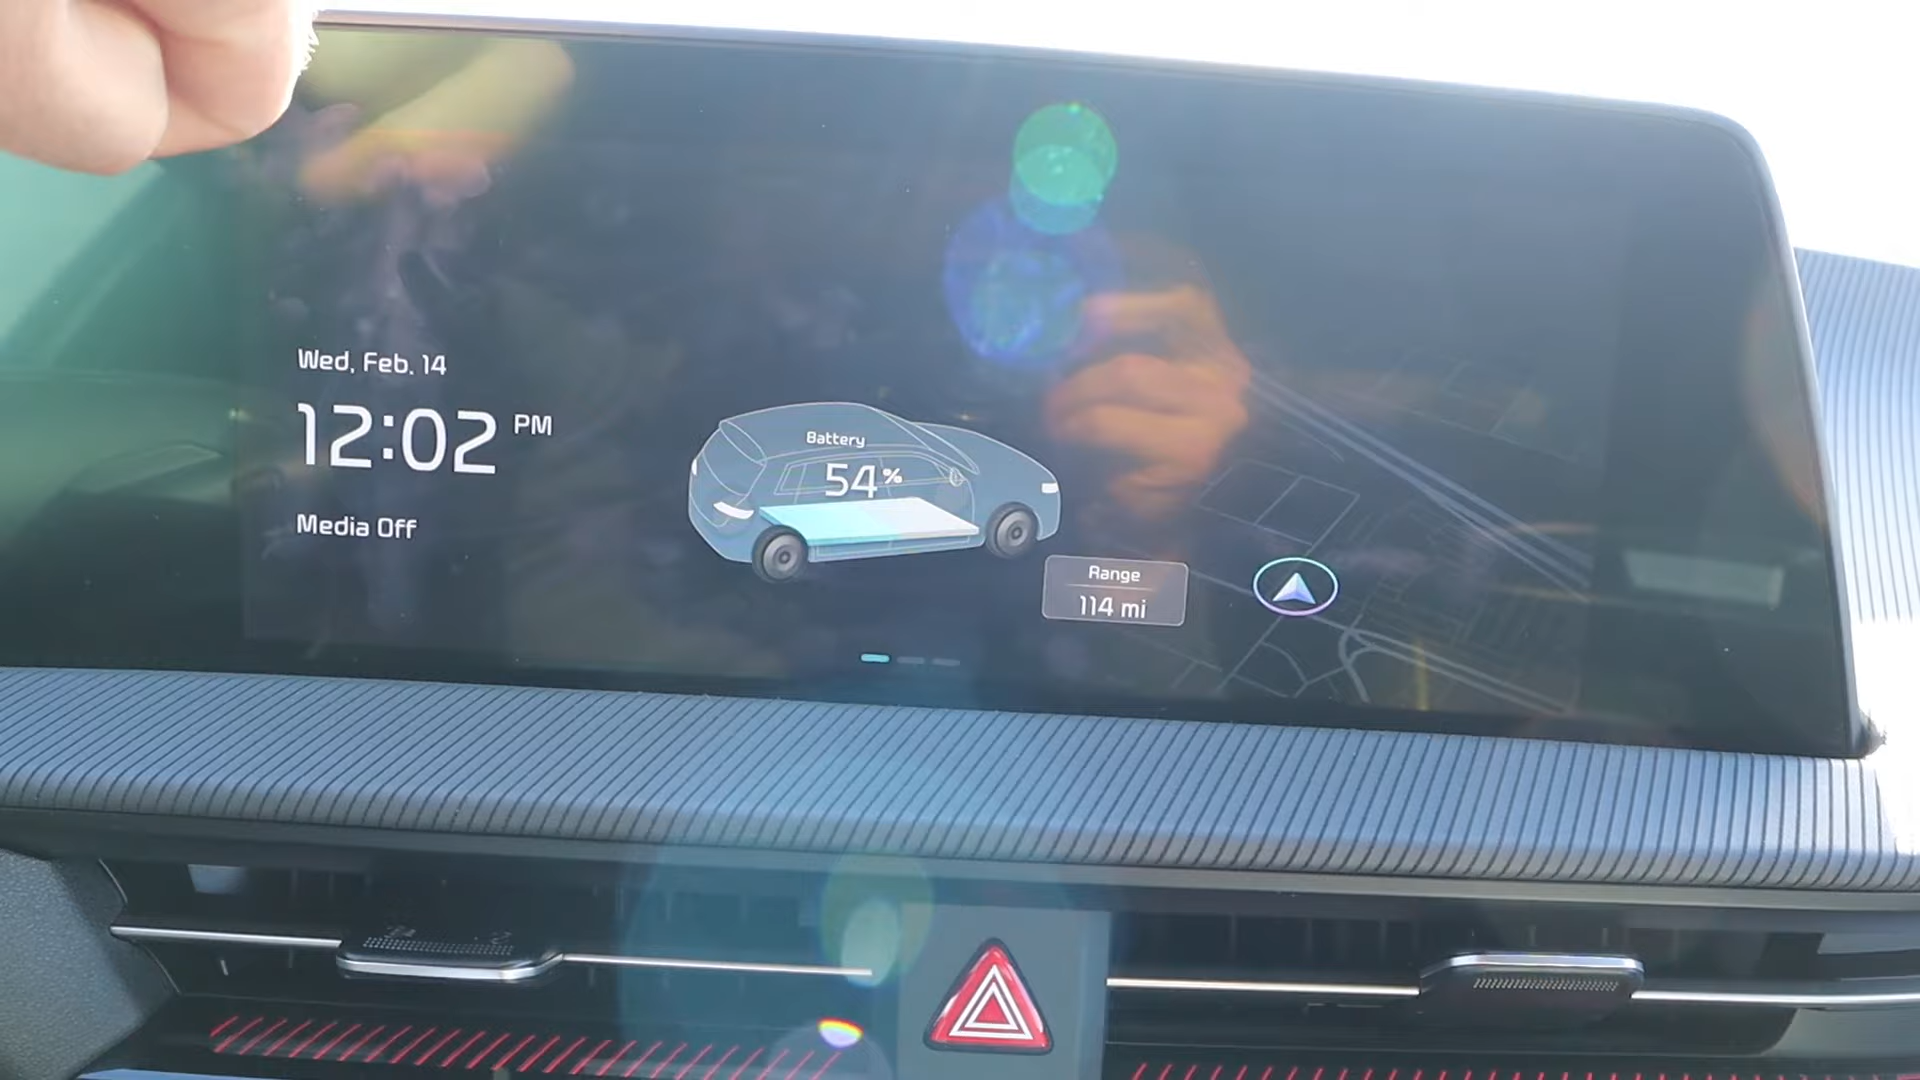 Wed, Feb. 14
12:02 PM
Media Off
Battery
54%
Range
114 mi